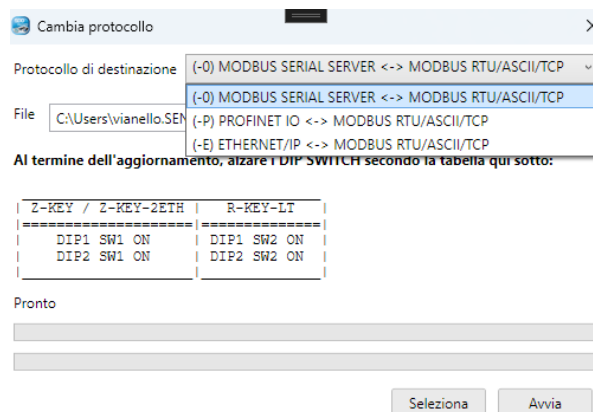 Cambia protocollo
Protocollo di destinazione (-0) MODBUS SERIAL SERVER <-> MODBUS RTU/ASCII/TCP
(-0) MODBUS SERIAL SERVER <-> MODBUS RTU/ASCII/TCP
File C:\Users\vianello.SEN
(-P) PROFINET IO <-> MODBUS RTU/ASCII/TCP
(-E) ETHERNET/IP <-> MODBUS RTU/ASCII/TCP
Al termine dell'aggiornamento, alzare i DIP SWITCH secondo la tabella qui sotto:
| Z-KEY / Z-KEY-2ETH | R-KEY-LT |
|====================|==============|
| DIP1 SW1 ON | DIP1 SW2 ON |
| DIP2 SW1 ON | DIP2 SW2 ON |
Pronto
Seleziona Avvia